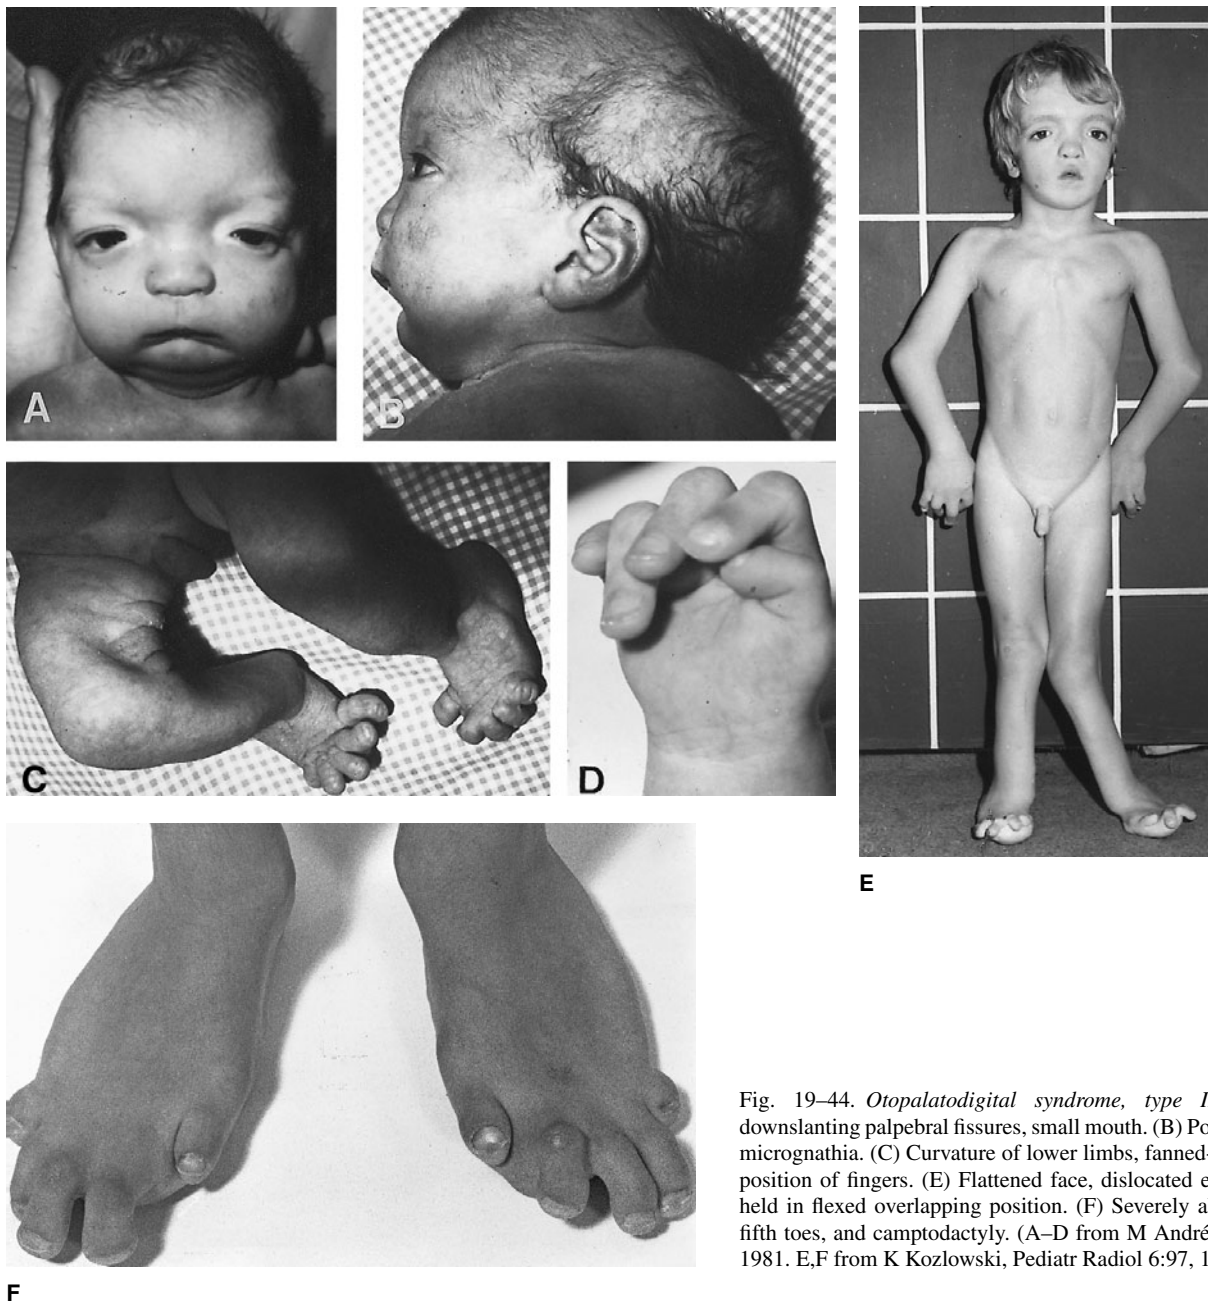 A
B
E
C
D
F
Fig. 19–44. Otopalatodigital syndrome, type I
downslanting palpebral fissures, small mouth. (B) Po
micrognathia. (C) Curvature of lower limbs, fanned-
position of fingers. (E) Flattened face, dislocated e
held in flexed overlapping position. (F) Severely a
fifth toes, and camptodactyly. (A–D from M André
1981. E,F from K Kozlowski, Pediatr Radiol 6:97, 1